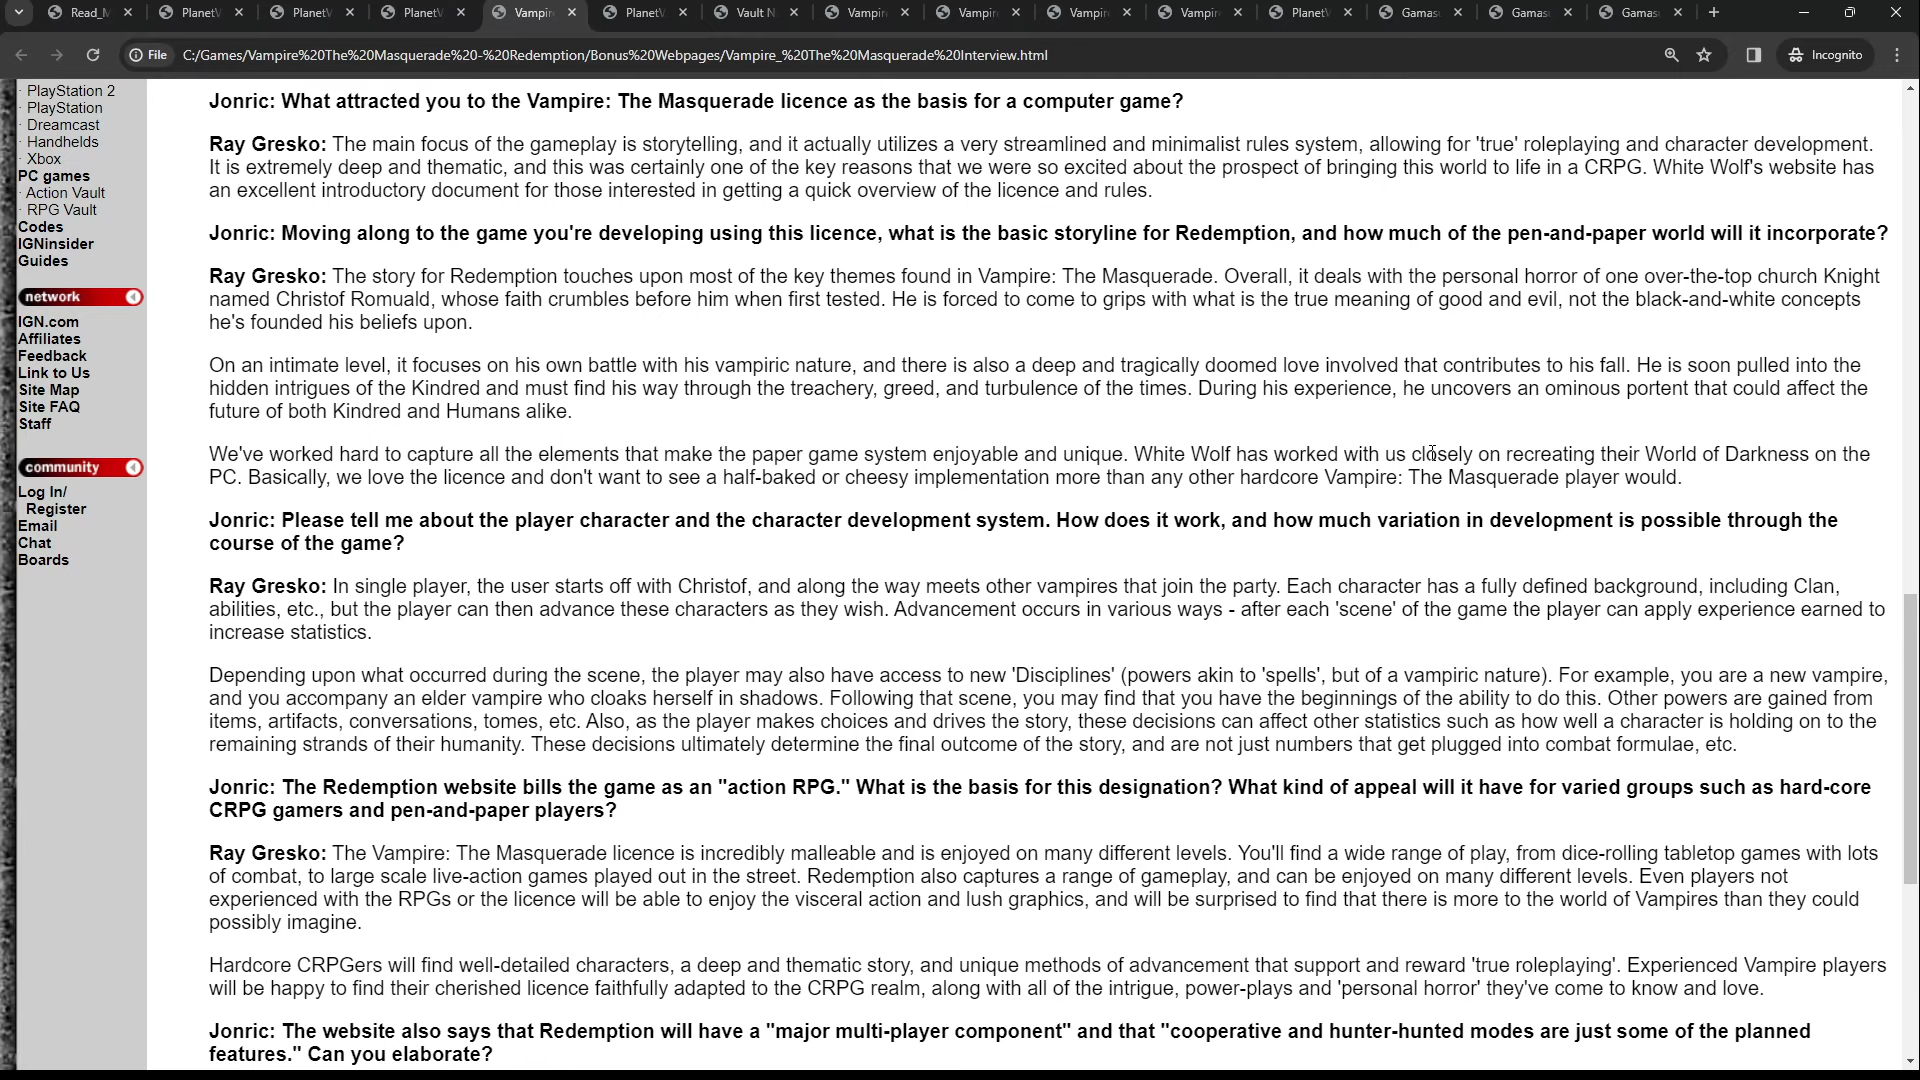 Read_M
PlanetV
PlanetV
PlanetV
Vampire
PlanetV
Vault N
Vampire
Vampire
Vampire
Vampire
PlanetV
Gamas
Gamas
Gamas
File
C:/Games/Vampire%20The%20Masquerade%20-%20Redemption/Bonus%20Webpages/Vampire_%20The%20Masquerade%20Interview.html
Incognito
· PlayStation 2
· PlayStation
· Dreamcast
· Handhelds
· Xbox
PC games
· Action Vault
· RPG Vault
Codes
IGNinsider
Guides
network
IGN.com
Affiliates
Feedback
Link to Us
Site Map
Site FAQ
Staff
community
Log In/
Register
Email
Chat
Boards
Jonric: What attracted you to the Vampire: The Masquerade licence as the basis for a computer game?
Ray Gresko: The main focus of the gameplay is storytelling, and it actually utilizes a very streamlined and minimalist rules system, allowing for 'true' roleplaying and character development.
It is extremely deep and thematic, and this was certainly one of the key reasons that we were so excited about the prospect of bringing this world to life in a CRPG. White Wolf's website has
an excellent introductory document for those interested in getting a quick overview of the licence and rules.
Jonric: Moving along to the game you're developing using this licence, what is the basic storyline for Redemption, and how much of the pen-and-paper world will it incorporate?
Ray Gresko: The story for Redemption touches upon most of the key themes found in Vampire: The Masquerade. Overall, it deals with the personal horror of one over-the-top church Knight
named Christof Romuald, whose faith crumbles before him when first tested. He is forced to come to grips with what is the true meaning of good and evil, not the black-and-white concepts
he's founded his beliefs upon.
On an intimate level, it focuses on his own battle with his vampiric nature, and there is also a deep and tragically doomed love involved that contributes to his fall. He is soon pulled into the
hidden intrigues of the Kindred and must find his way through the treachery, greed, and turbulence of the times. During his experience, he uncovers an ominous portent that could affect the
future of both Kindred and Humans alike.
We've worked hard to capture all the elements that make the paper game system enjoyable and unique. White Wolf has worked with us closely on recreating their World of Darkness on the
PC. Basically, we love the licence and don't want to see a half-baked or cheesy implementation more than any other hardcore Vampire: The Masquerade player would.
Jonric: Please tell me about the player character and the character development system. How does it work, and how much variation in development is possible through the
course of the game?
Ray Gresko: In single player, the user starts off with Christof, and along the way meets other vampires that join the party. Each character has a fully defined background, including Clan,
abilities, etc., but the player can then advance these characters as they wish. Advancement occurs in various ways - after each 'scene' of the game the player can apply experience earned to
increase statistics.
Depending upon what occurred during the scene, the player may also have access to new 'Disciplines' (powers akin to 'spells', but of a vampiric nature). For example, you are a new vampire,
and you accompany an elder vampire who cloaks herself in shadows. Following that scene, you may find that you have the beginnings of the ability to do this. Other powers are gained from
items, artifacts, conversations, tomes, etc. Also, as the player makes choices and drives the story, these decisions can affect other statistics such as how well a character is holding on to the
remaining strands of their humanity. These decisions ultimately determine the final outcome of the story, and are not just numbers that get plugged into combat formulae, etc.
Jonric: The Redemption website bills the game as an "action RPG." What is the basis for this designation? What kind of appeal will it have for varied groups such as hard-core
CRPG gamers and pen-and-paper players?
Ray Gresko: The Vampire: The Masquerade licence is incredibly malleable and is enjoyed on many different levels. You'll find a wide range of play, from dice-rolling tabletop games with lots
of combat, to large scale live-action games played out in the street. Redemption also captures a range of gameplay, and can be enjoyed on many different levels. Even players not
experienced with the RPGs or the licence will be able to enjoy the visceral action and lush graphics, and will be surprised to find that there is more to the world of Vampires than they could
possibly imagine.
Hardcore CRPGers will find well-detailed characters, a deep and thematic story, and unique methods of advancement that support and reward 'true roleplaying'. Experienced Vampire players
will be happy to find their cherished licence faithfully adapted to the CRPG realm, along with all of the intrigue, power-plays and 'personal horror' they've come to know and love.
Jonric: The website also says that Redemption will have a "major multi-player component" and that "cooperative and hunter-hunted modes are just some of the planned
features." Can you elaborate?